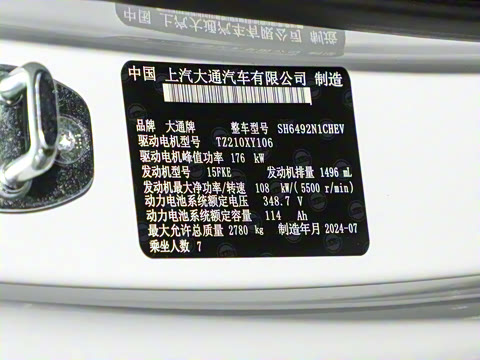 中国 上汽大通汽车有限公司 制造
品牌 大通牌 整车型号 SH6492N1CHEV
驱动电机型号 TZ210XY106
驱动电机峰值功率 176 kW
发动机型号 15FKE 发动机排量 1496 mL
发动机最大净功率/转速 108 kW/(5500 r/min)
动力电池系统额定电压 348.7 V
动力电池系统额定容量 114 Ah
最大允许总质量 2780 kg 制造年月 2024-07
乘坐人数 7